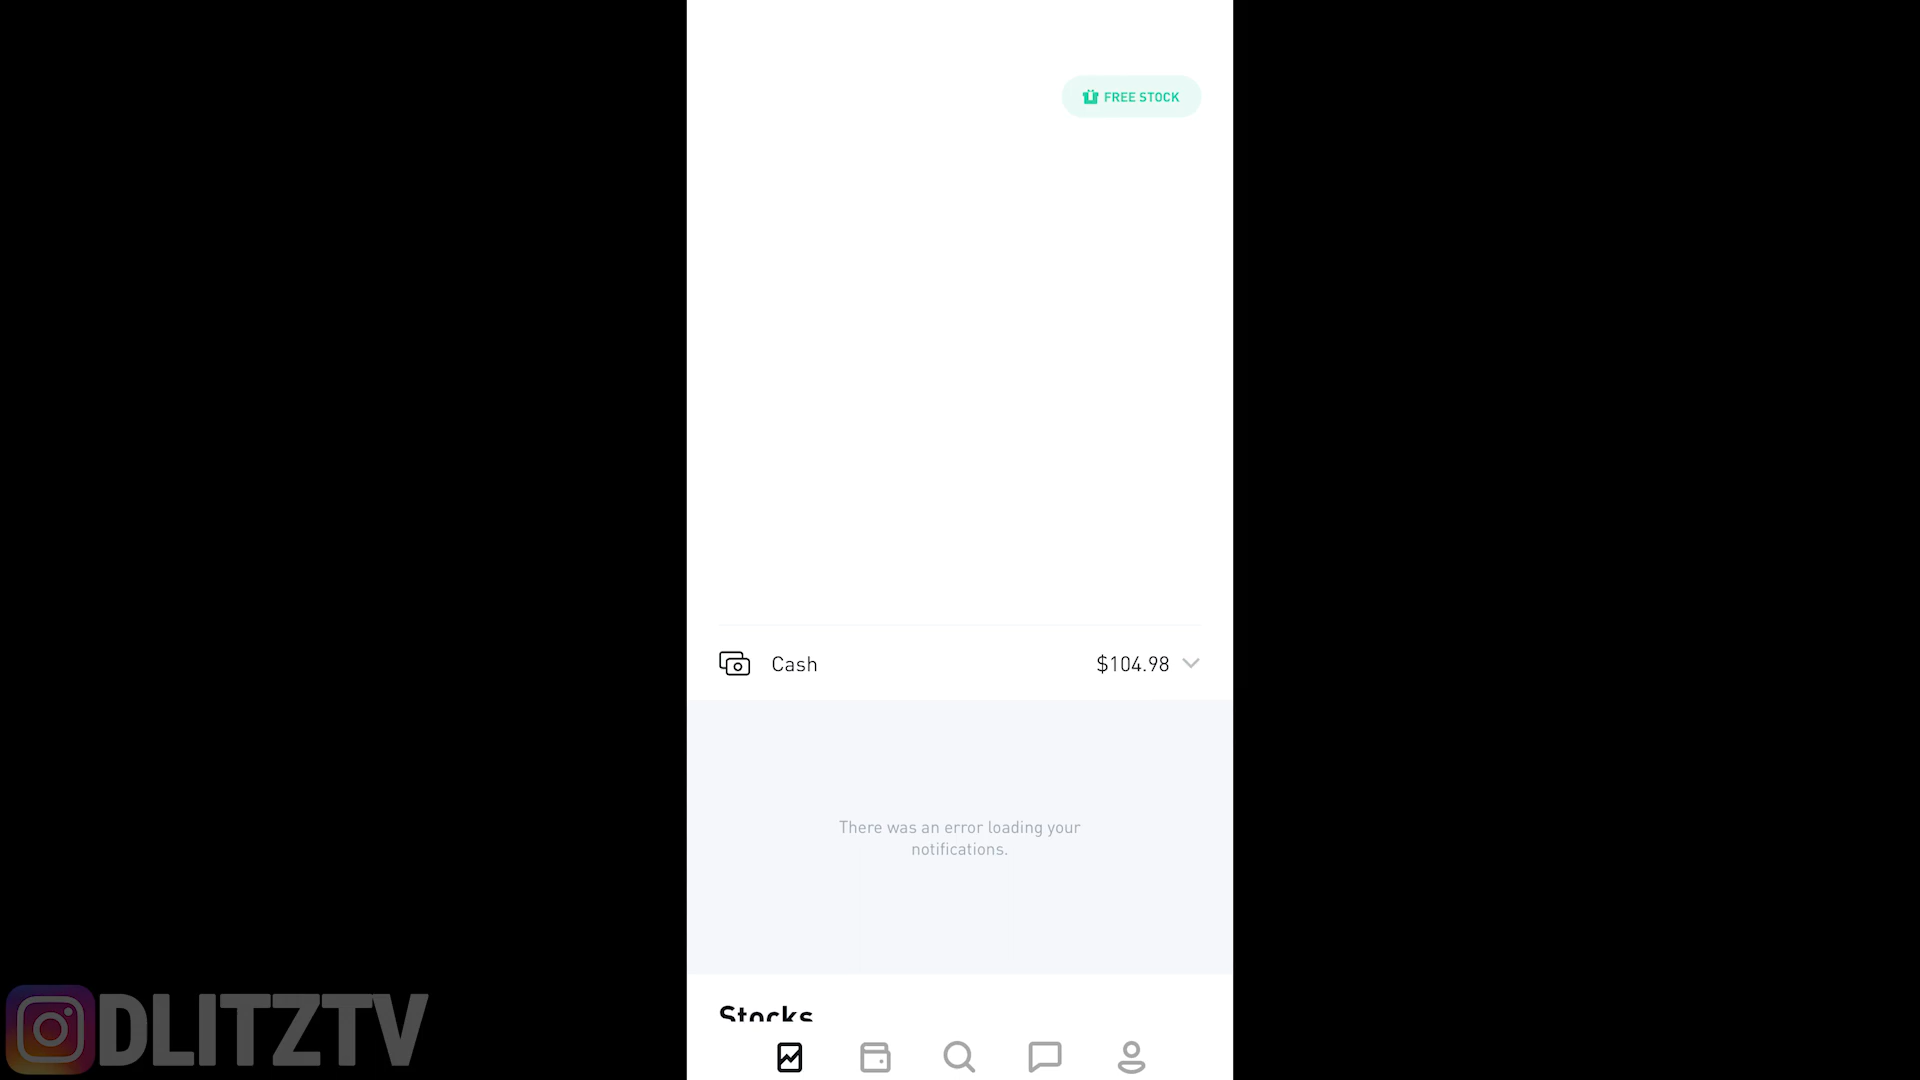 FREE STOCK
Cash
$104.98
There was an error loading your
notifications.
Stocks
DLITZTV